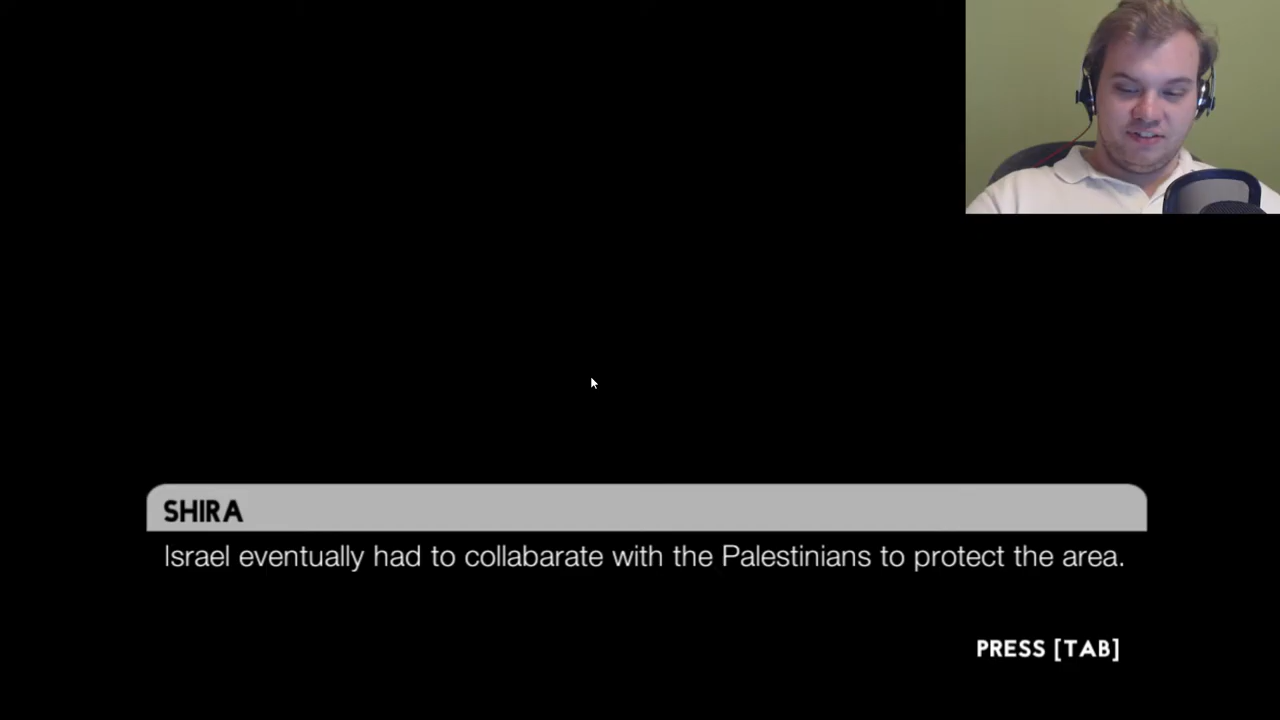 SHIRA
Israel eventually had to collabarate with the Palestinians to protect the area.
PRESS [TAB]